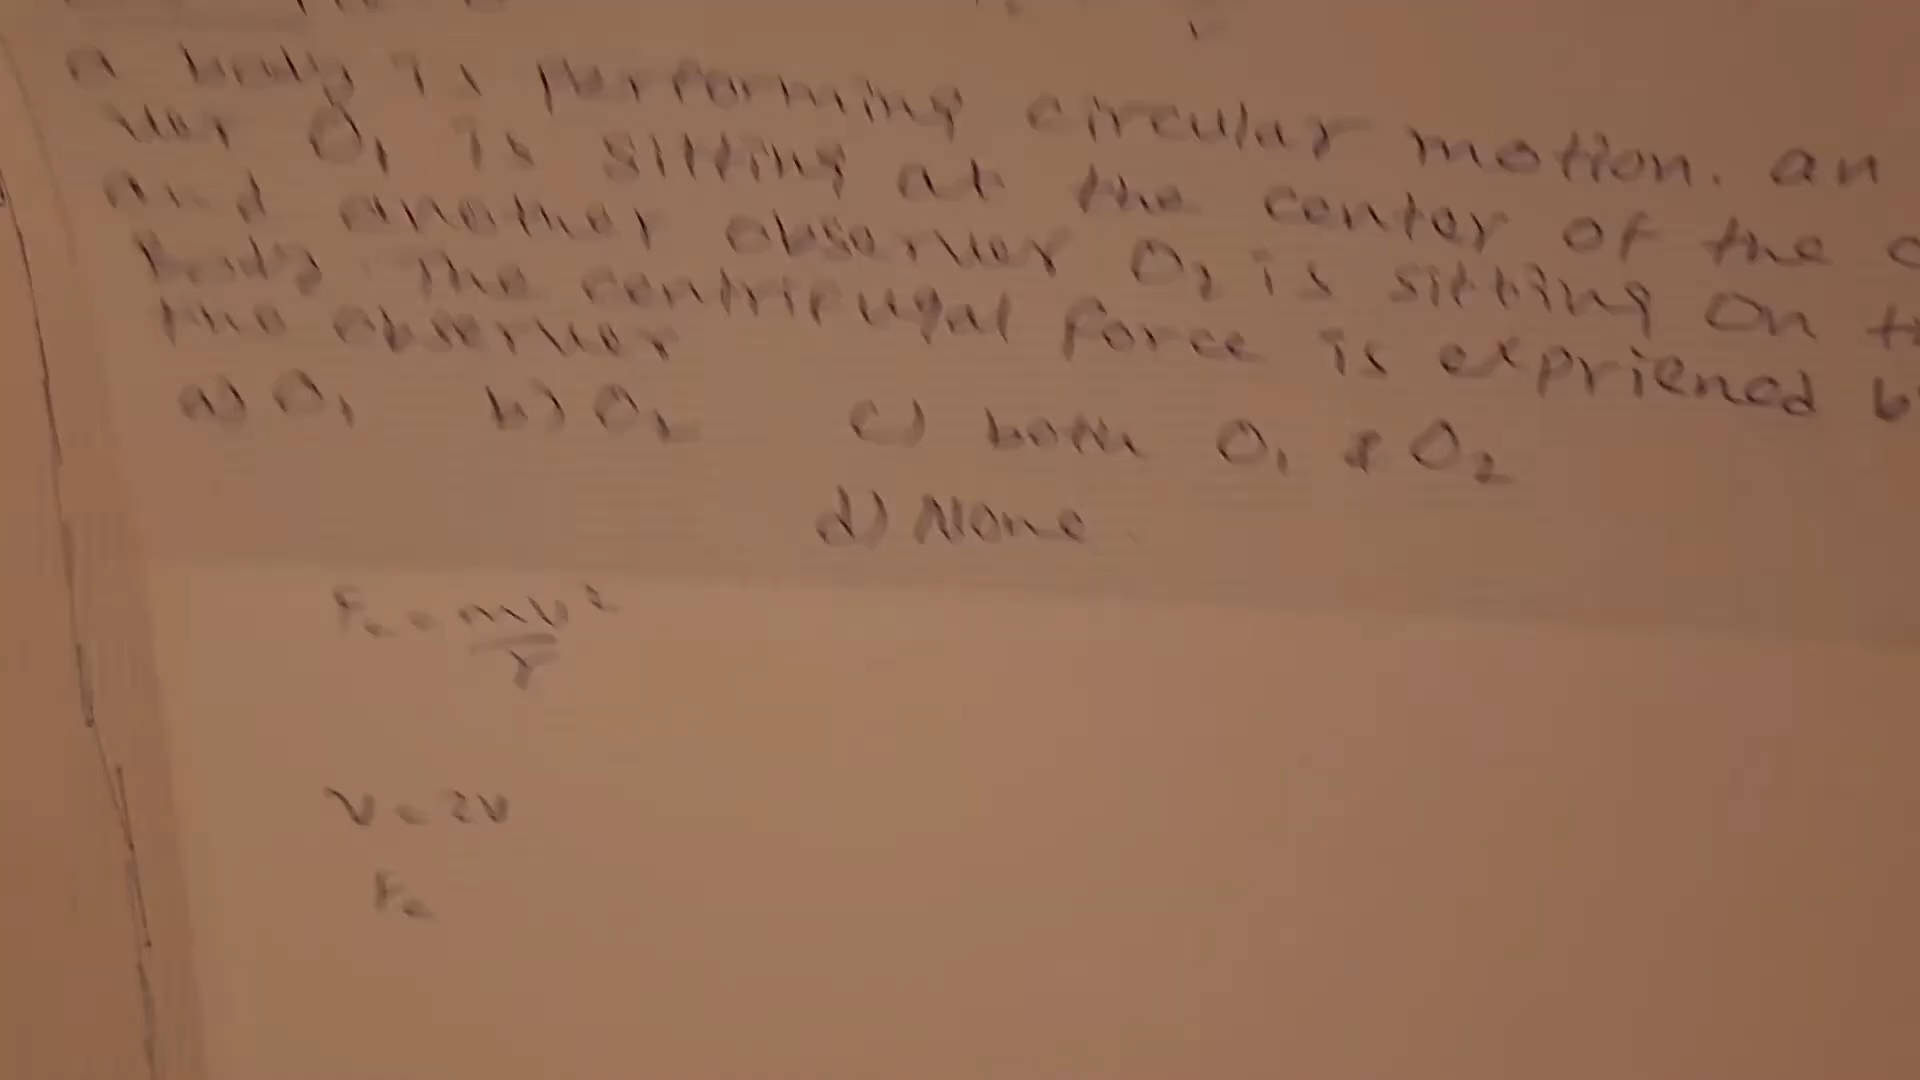 a body is performing circular motion. an
ver O₁ is sitting at the center of the c
and another observer O₂ is sitting on t
body. The centrifugal force is expriencd b
the observer
a) O₁ b) O₂ c) both O₁ & O₂
d) None
Fc = mv²/r
V = 2v
Fc